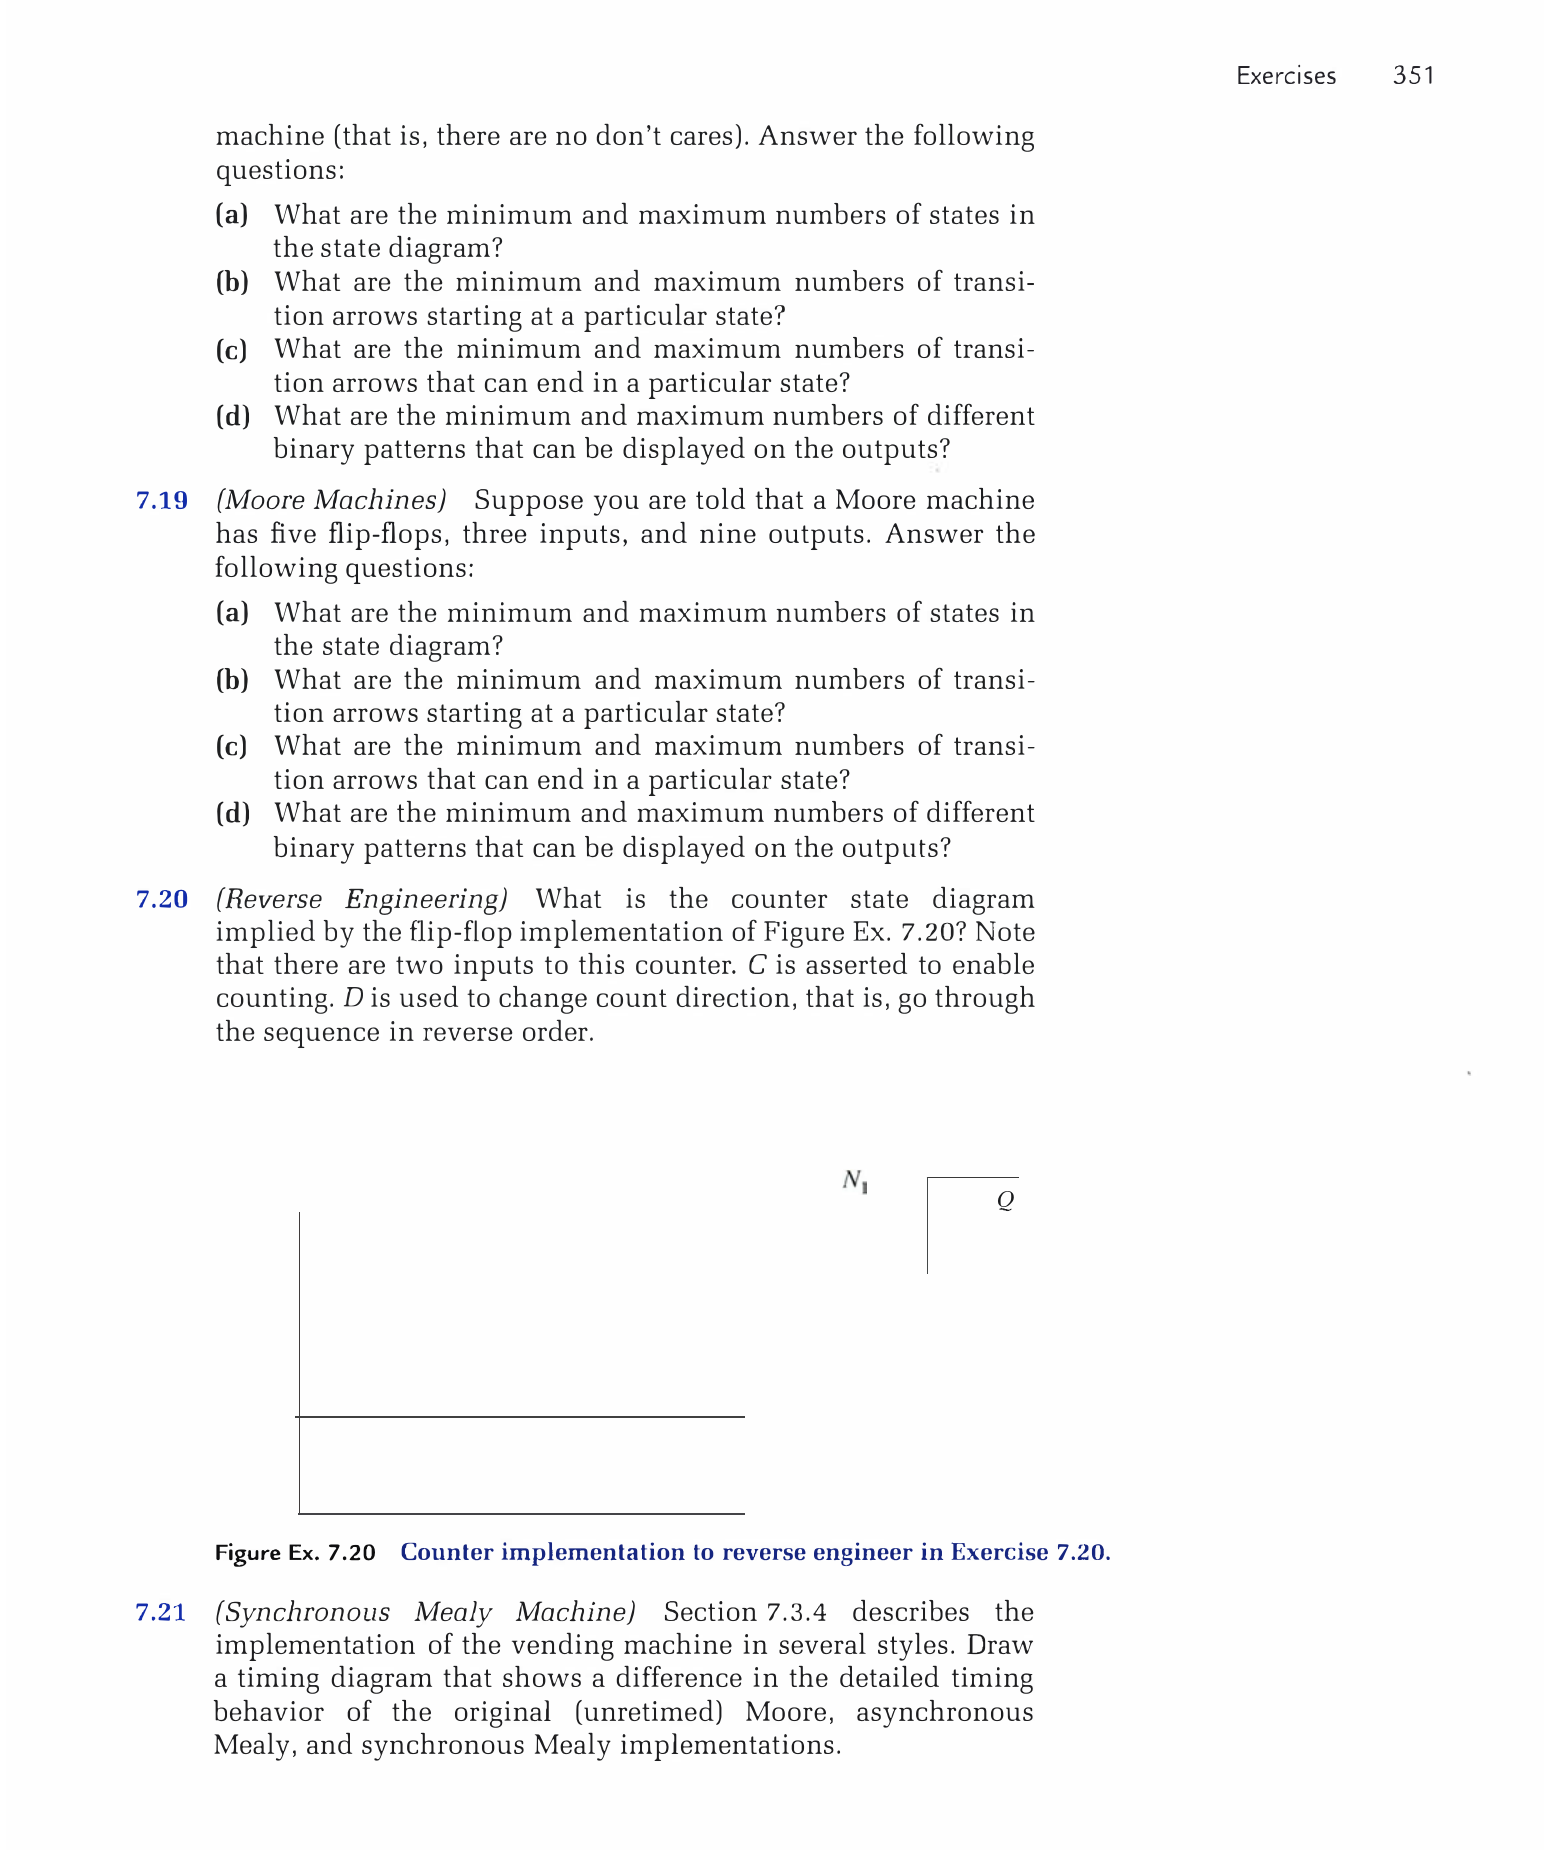 Exercises 351
machine (that is, there are no don't cares). Answer the following
questions:
(a) What are the minimum and maximum numbers of states in
the state diagram?
(b) What are the minimum and maximum numbers of transi-
tion arrows starting at a particular state?
(c) What are the minimum and maximum numbers of transi-
tion arrows that can end in a particular state?
(d) What are the minimum and maximum numbers of different
binary patterns that can be displayed on the outputs?
7.19 (Moore Machines) Suppose you are told that a Moore machine
has five flip-flops, three inputs, and nine outputs. Answer the
following questions:
(a) What are the minimum and maximum numbers of states in
the state diagram?
(b) What are the minimum and maximum numbers of transi-
tion arrows starting at a particular state?
(c) What are the minimum and maximum numbers of transi-
tion arrows that can end in a particular state?
(d) What are the minimum and maximum numbers of different
binary patterns that can be displayed on the outputs?
7.20 (Reverse Engineering) What is the counter state diagram
implied by the flip-flop implementation of Figure Ex. 7.20? Note
that there are two inputs to this counter. C is asserted to enable
counting. D is used to change count direction, that is, go through
the sequence in reverse order.
N1
Q
Figure Ex. 7.20 Counter implementation to reverse engineer in Exercise 7.20.
7.21 (Synchronous Mealy Machine) Section 7.3.4 describes the
implementation of the vending machine in several styles. Draw
a timing diagram that shows a difference in the detailed timing
behavior of the original (unretimed) Moore, asynchronous
Mealy, and synchronous Mealy implementations.